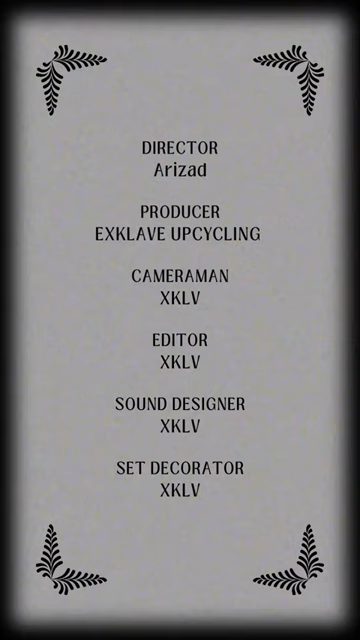 DIRECTOR
Arizad
PRODUCER
EXKLAVE UPCYCLING
CAMERAMAN
XKLV
EDITOR
XKLV
SOUND DESIGNER
XKLV
SET DECORATOR
XKLV